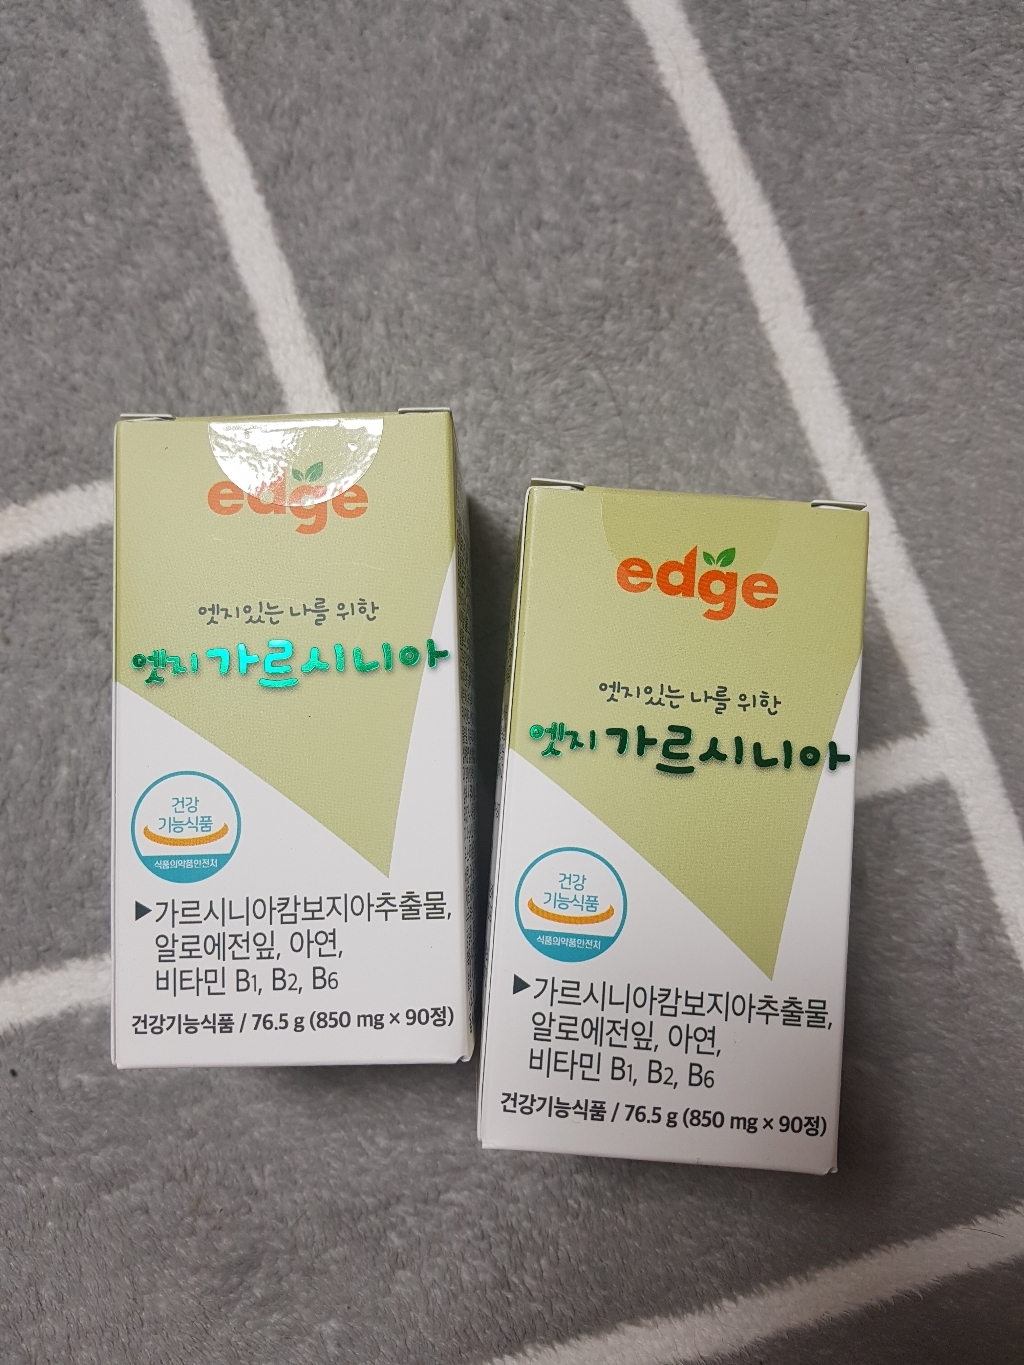 edge
엣지있는 나를 위한
엣지 가르시니아
건강
기능식품
식품의약품안전처
▶가르시니아캄보지아추출물,
알로에전잎, 아연,
비타민 B1, B2, B6
건강기능식품 / 76.5 g (850 mg × 90정)
edge
엣지있는 나를 위한
엣지 가르시니아
건강
기능식품
식품의약품안전처
▶가르시니아캄보지아추출물,
알로에전잎, 아연,
비타민 B1, B2, B6
건강기능식품 / 76.5 g (850 mg × 90정)